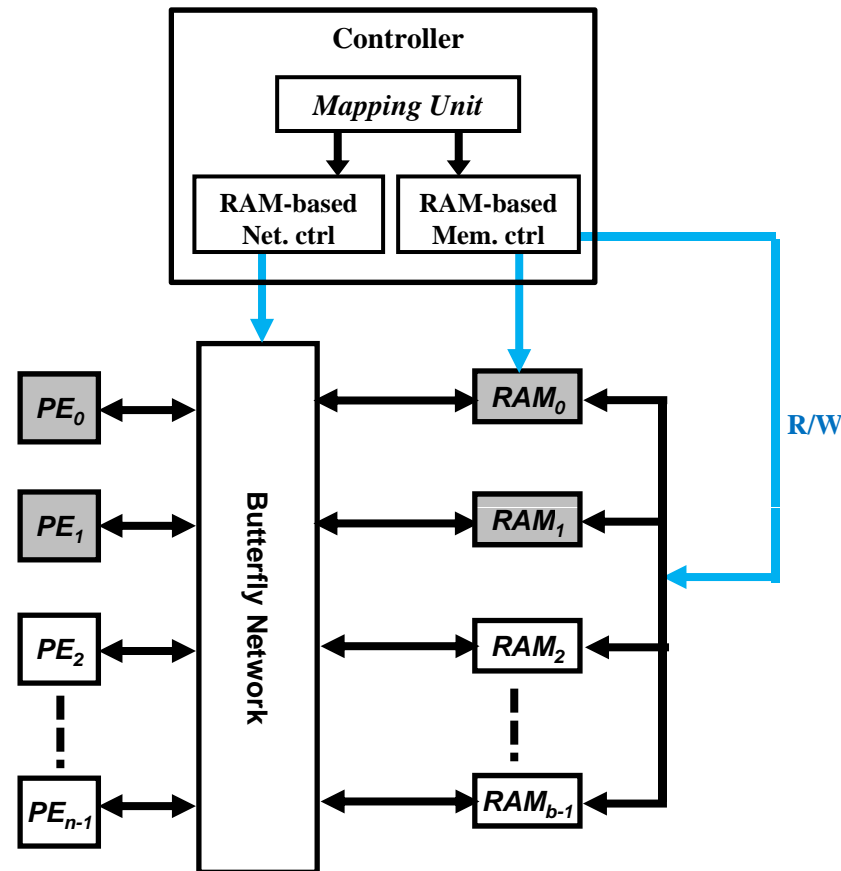 Controller
Mapping Unit
RAM-based
Net. ctrl
RAM-based
Mem. ctrl
R/W
Butterfly Network
PE0
PE1
PE2
PEn-1
RAM0
RAM1
RAM2
RAMb-1